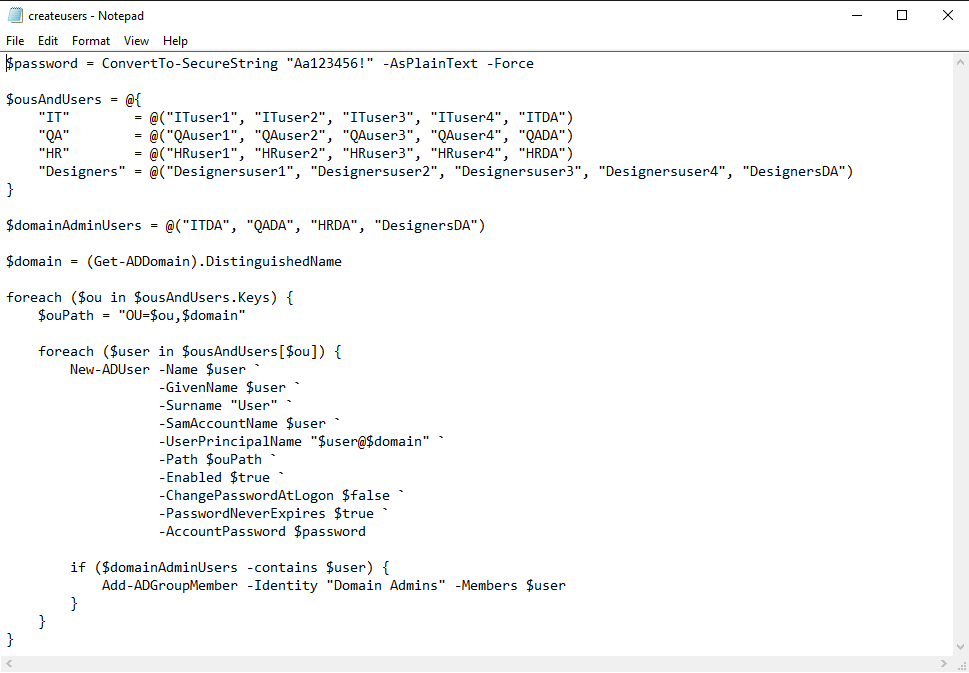 createusers - Notepad
File Edit Format View Help
$password = ConvertTo-SecureString "Aa123456!" -AsPlainText -Force

$ousAndUsers = @{
    "IT"        = @("ITuser1", "ITuser2", "ITuser3", "ITuser4", "ITDA")
    "QA"        = @("QAuser1", "QAuser2", "QAuser3", "QAuser4", "QADA")
    "HR"        = @("HRuser1", "HRuser2", "HRuser3", "HRuser4", "HRDA")
    "Designers" = @("Designersuser1", "Designersuser2", "Designersuser3", "Designersuser4", "DesignersDA")
}

$domainAdminUsers = @("ITDA", "QADA", "HRDA", "DesignersDA")

$domain = (Get-ADDomain).DistinguishedName

foreach ($ou in $ousAndUsers.Keys) {
    $ouPath = "OU=$ou,$domain"

    foreach ($user in $ousAndUsers[$ou]) {
        New-ADUser -Name $user `
                   -GivenName $user `
                   -Surname "User" `
                   -SamAccountName $user `
                   -UserPrincipalName "$user@$domain" `
                   -Path $ouPath `
                   -Enabled $true `
                   -ChangePasswordAtLogon $false `
                   -PasswordNeverExpires $true `
                   -AccountPassword $password

        if ($domainAdminUsers -contains $user) {
            Add-ADGroupMember -Identity "Domain Admins" -Members $user
        }
    }
}